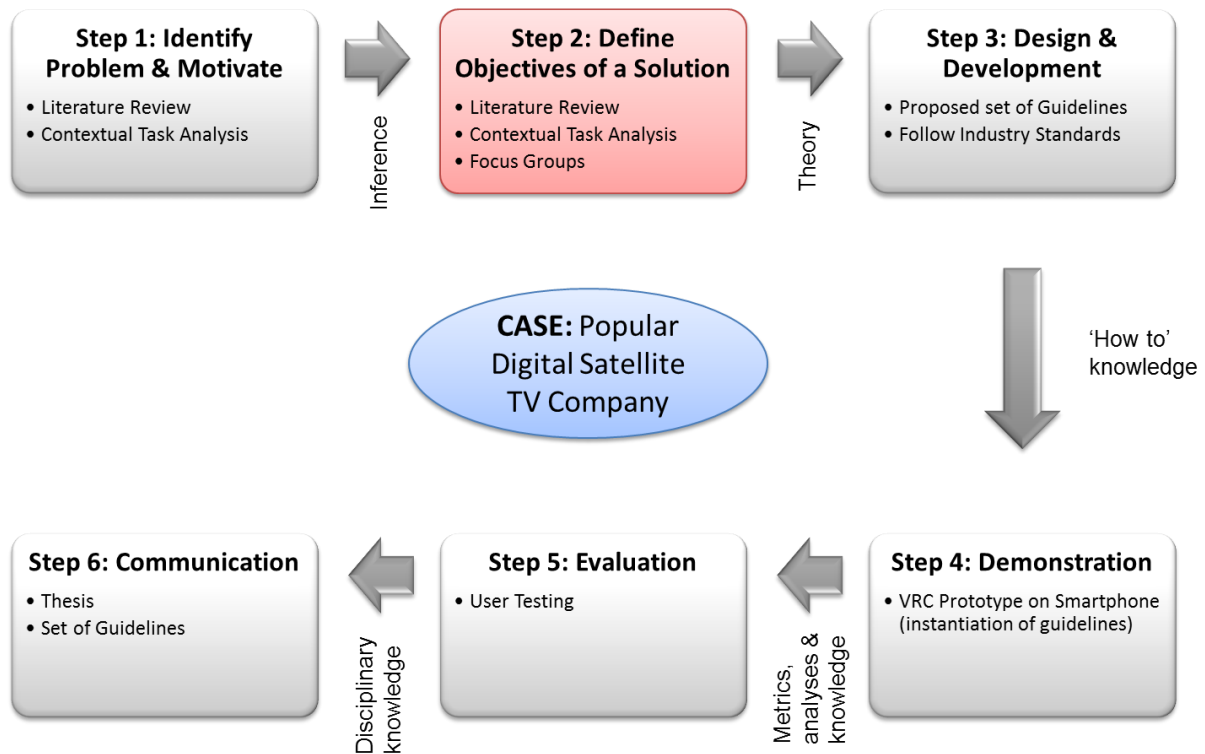 Step 1: Identify
Problem & Motivate
• Literature Review
• Contextual Task Analysis
Inference
Step 2: Define
Objectives of a Solution
• Literature Review
• Contextual Task Analysis
• Focus Groups
Theory
Step 3: Design &
Development
• Proposed set of Guidelines
• Follow Industry Standards
‘How to’
knowledge
CASE: Popular
Digital Satellite
TV Company
Step 4: Demonstration
• VRC Prototype on Smartphone
(instantiation of guidelines)
Metrics,
analyses &
knowledge
Step 5: Evaluation
• User Testing
Disciplinary
knowledge
Step 6: Communication
• Thesis
• Set of Guidelines